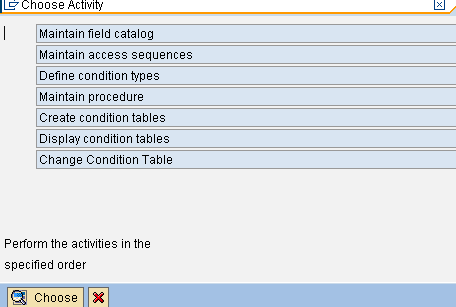 Choose Activity
Maintain field catalog
Maintain access sequences
Define condition types
Maintain procedure
Create condition tables
Display condition tables
Change Condition Table
Perform the activities in the
specified order
Choose